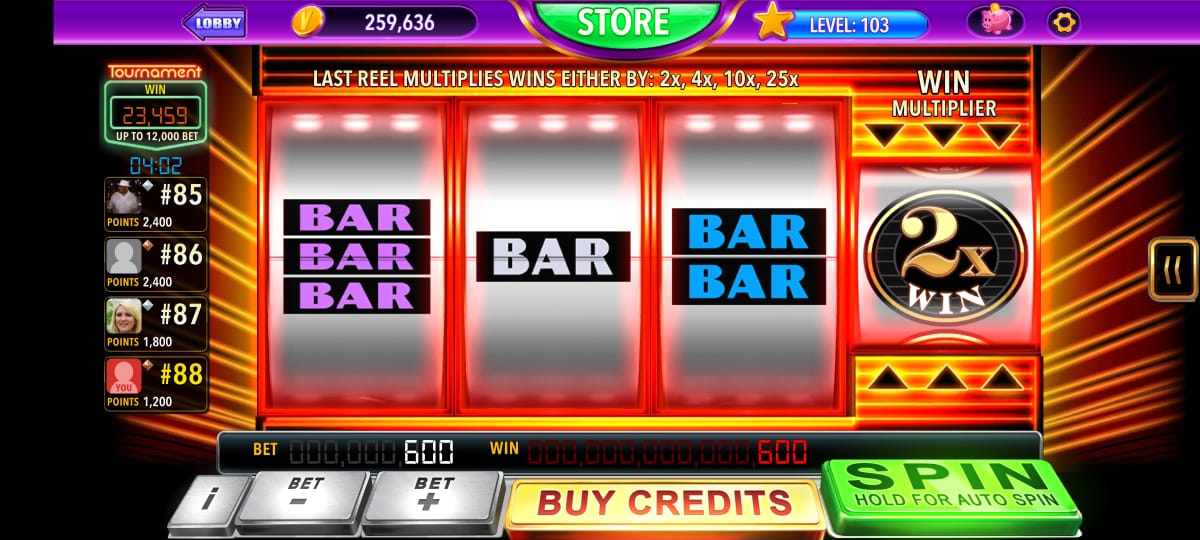 LOBBY
259,636
STORE
LEVEL: 103
Tournament
WIN
23,459
UP TO 12,000 BET
04:02
#85
POINTS 2,400
#86
POINTS 2,400
#87
POINTS 1,800
YOU
#88
POINTS 1,200
LAST REEL MULTIPLIES WINS EITHER BY: 2x, 4x, 10x, 25x
WIN
MULTIPLIER
BAR
BAR
BAR
BAR
BAR
BAR
2x
WIN
BET 000,000,600 WIN 000,000,000,000,600
i
BET
-
BET
+
BUY CREDITS
SPIN
HOLD FOR AUTO SPIN